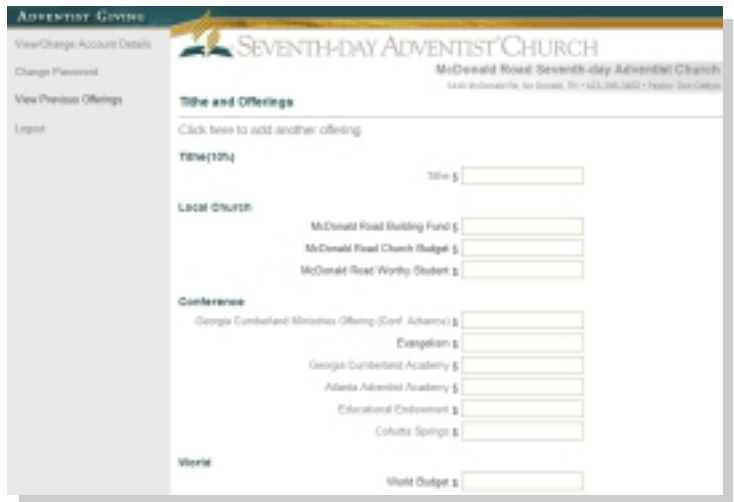 ADVENTIST GIVING
View/Change Account Details
Change Password
View Previous Offerings
Logout
SEVENTH-DAY ADVENTIST CHURCH
McDonald Road Seventh-day Adventist Church
Tithe and Offerings
Click here to add another offering
Tithe(10%)
Tithe $
Local Church
McDonald Road Building Fund $
McDonald Road Church Budget $
McDonald Road Worthy Student $
Conference
Georgia Cumberland Ministries Offering (Conf. Advance) $
Evangelism $
Georgia Cumberland Academy $
Atlanta Adventist Academy $
Educational Endowment $
Cohutta Springs $
World
World Budget $